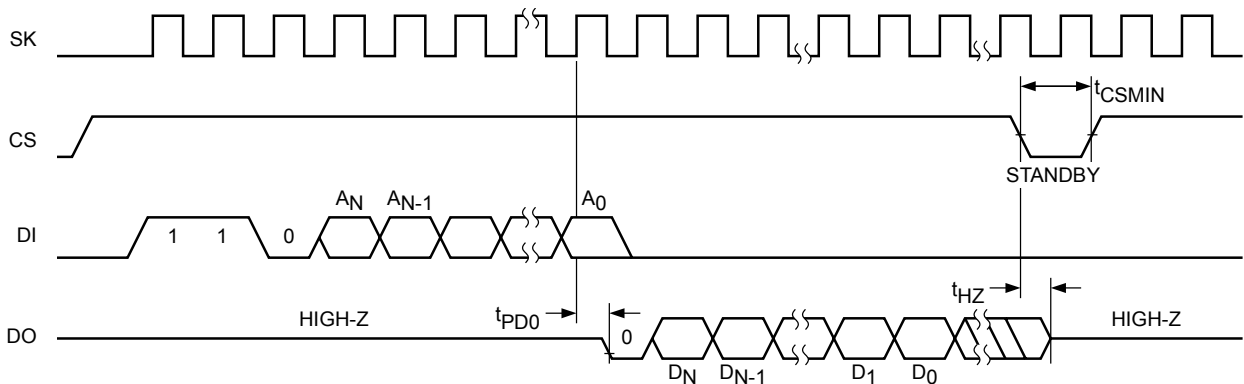 SK
t_CSMIN
CS
STANDBY
A_N A_N-1 A_0
DI 1 1 0
t_HZ
HIGH-Z t_PD0 HIGH-Z
DO 0
D_N D_N-1 D_1 D_0